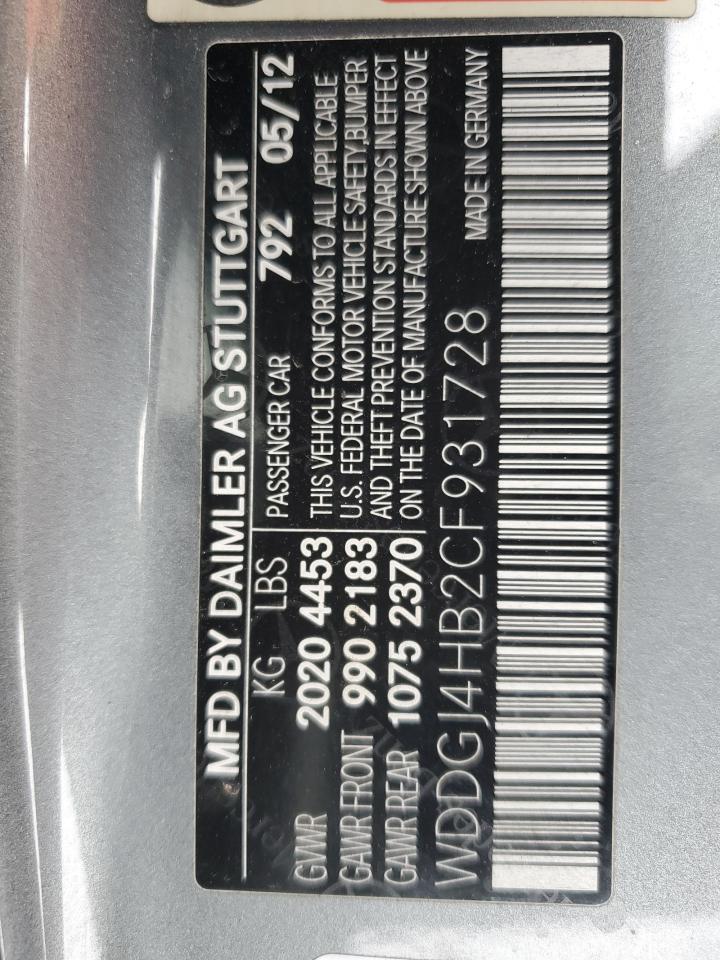 MFD BY DAIMLER AG STUTTGART
KG LBS PASSENGER CAR 792 05/12
GWR 2020 4453 THIS VEHICLE CONFORMS TO ALL APPLICABLE
GAWR FRONT 990 2183 U.S. FEDERAL MOTOR VEHICLE SAFETY,BUMPER
AND THEFT PREVENTION STANDARDS IN EFFECT
GAWR REAR 1075 2370 ON THE DATE OF MANUFACTURE SHOWN ABOVE
WDDGJ4HB2CF931728 MADE IN GERMANY